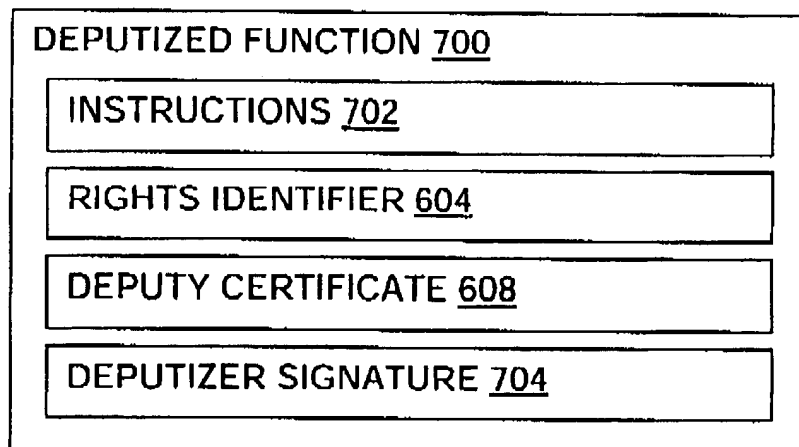 DEPUTIZED FUNCTION 700
INSTRUCTIONS 702
RIGHTS IDENTIFIER 604
DEPUTY CERTIFICATE 608
DEPUTIZER SIGNATURE 704